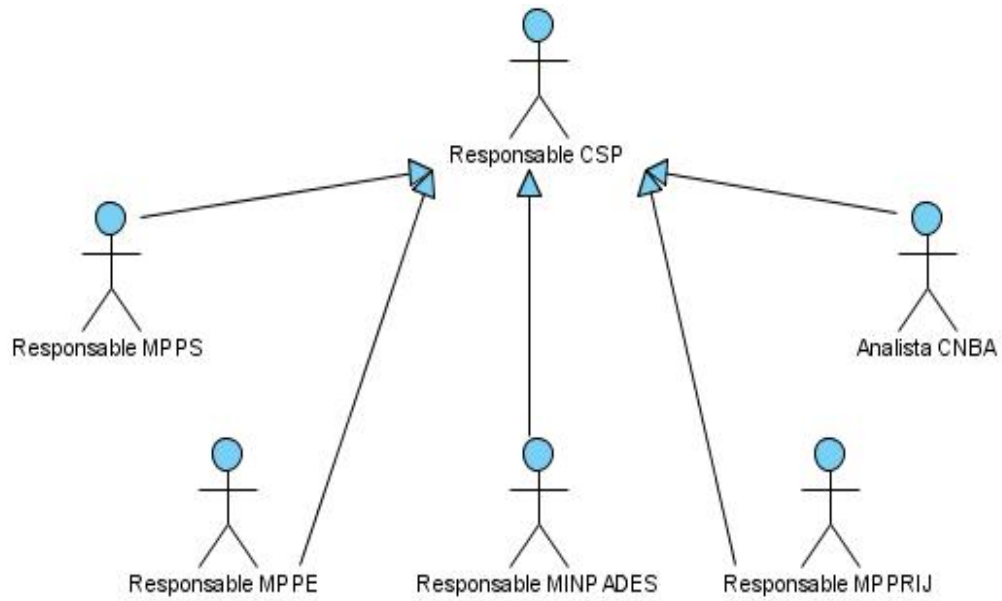 Responsable CSP
Responsable MPPS
Analista CNBA
Responsable MPPE
Responsable MINPADES
Responsable MPPRIJ